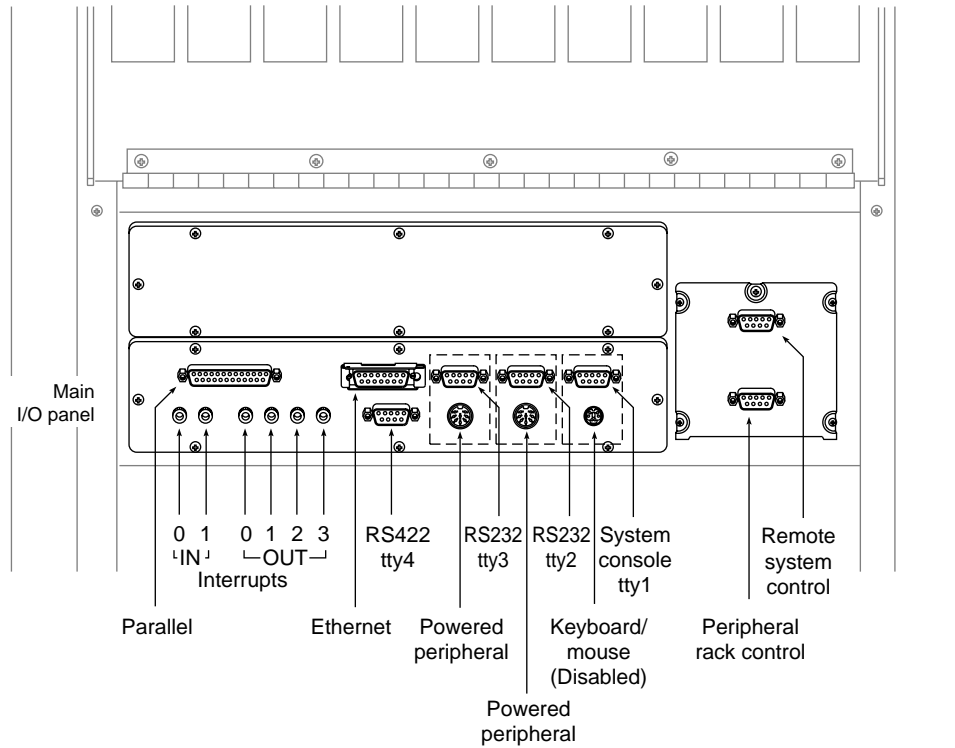 Main
I/O panel
0 1 0 1 2 3
IN OUT
Interrupts
RS422
tty4
RS232
tty3
RS232
tty2
System
console
tty1
Remote
system
control
Parallel
Ethernet
Powered
peripheral
Keyboard/
mouse
(Disabled)
Peripheral
rack control
Powered
peripheral